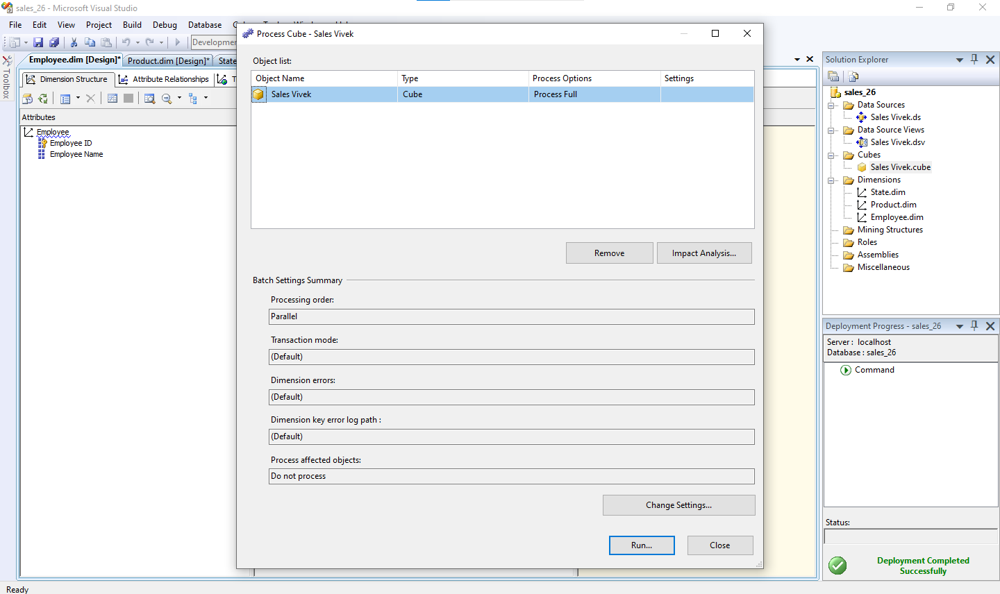 sales_26 - Microsoft Visual Studio
File Edit View Project Build Debug Database
Process Cube - Sales Vivek
Developmen
Toolbox
Employee.dim [Design]* Product.dim [Design]* State
Dimension Structure Attribute Relationships T
Attributes
Employee
Employee ID
Employee Name
Object list:
Object Name Type Process Options Settings
Sales Vivek Cube Process Full
Remove Impact Analysis...
Batch Settings Summary
Processing order:
Parallel
Transaction mode:
(Default)
Dimension errors:
(Default)
Dimension key error log path :
(Default)
Process affected objects:
Do not process
Change Settings...
Run... Close
Solution Explorer
sales_26
Data Sources
Sales Vivek.ds
Data Source Views
Sales Vivek.dsv
Cubes
Sales Vivek.cube
Dimensions
State.dim
Product.dim
Employee.dim
Mining Structures
Roles
Assemblies
Miscellaneous
Deployment Progress - sales_26
Server : localhost
Database : sales_26
Command
Status:
Deployment Completed
Successfully
Ready